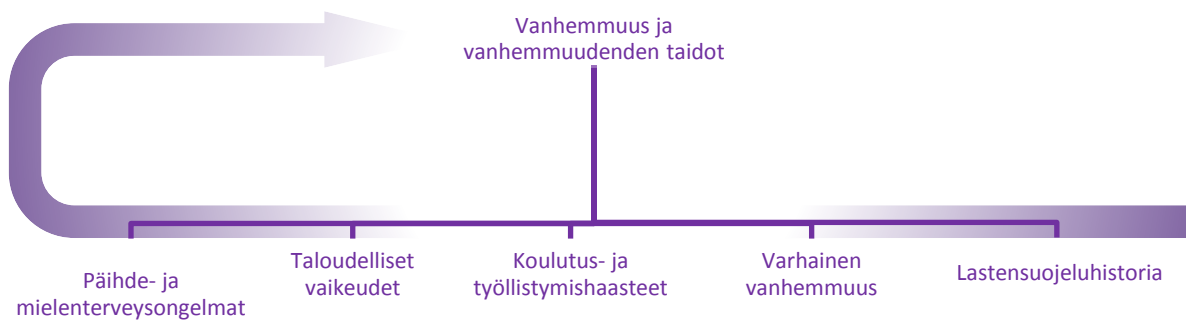 Vanhemmuus ja
vanhemmuudenden taidot
Päihde- ja
mielenterveysongelmat
Taloudelliset
vaikeudet
Koulutus- ja
työllistymishaasteet
Varhainen
vanhemmuus
Lastensuojeluhistoria